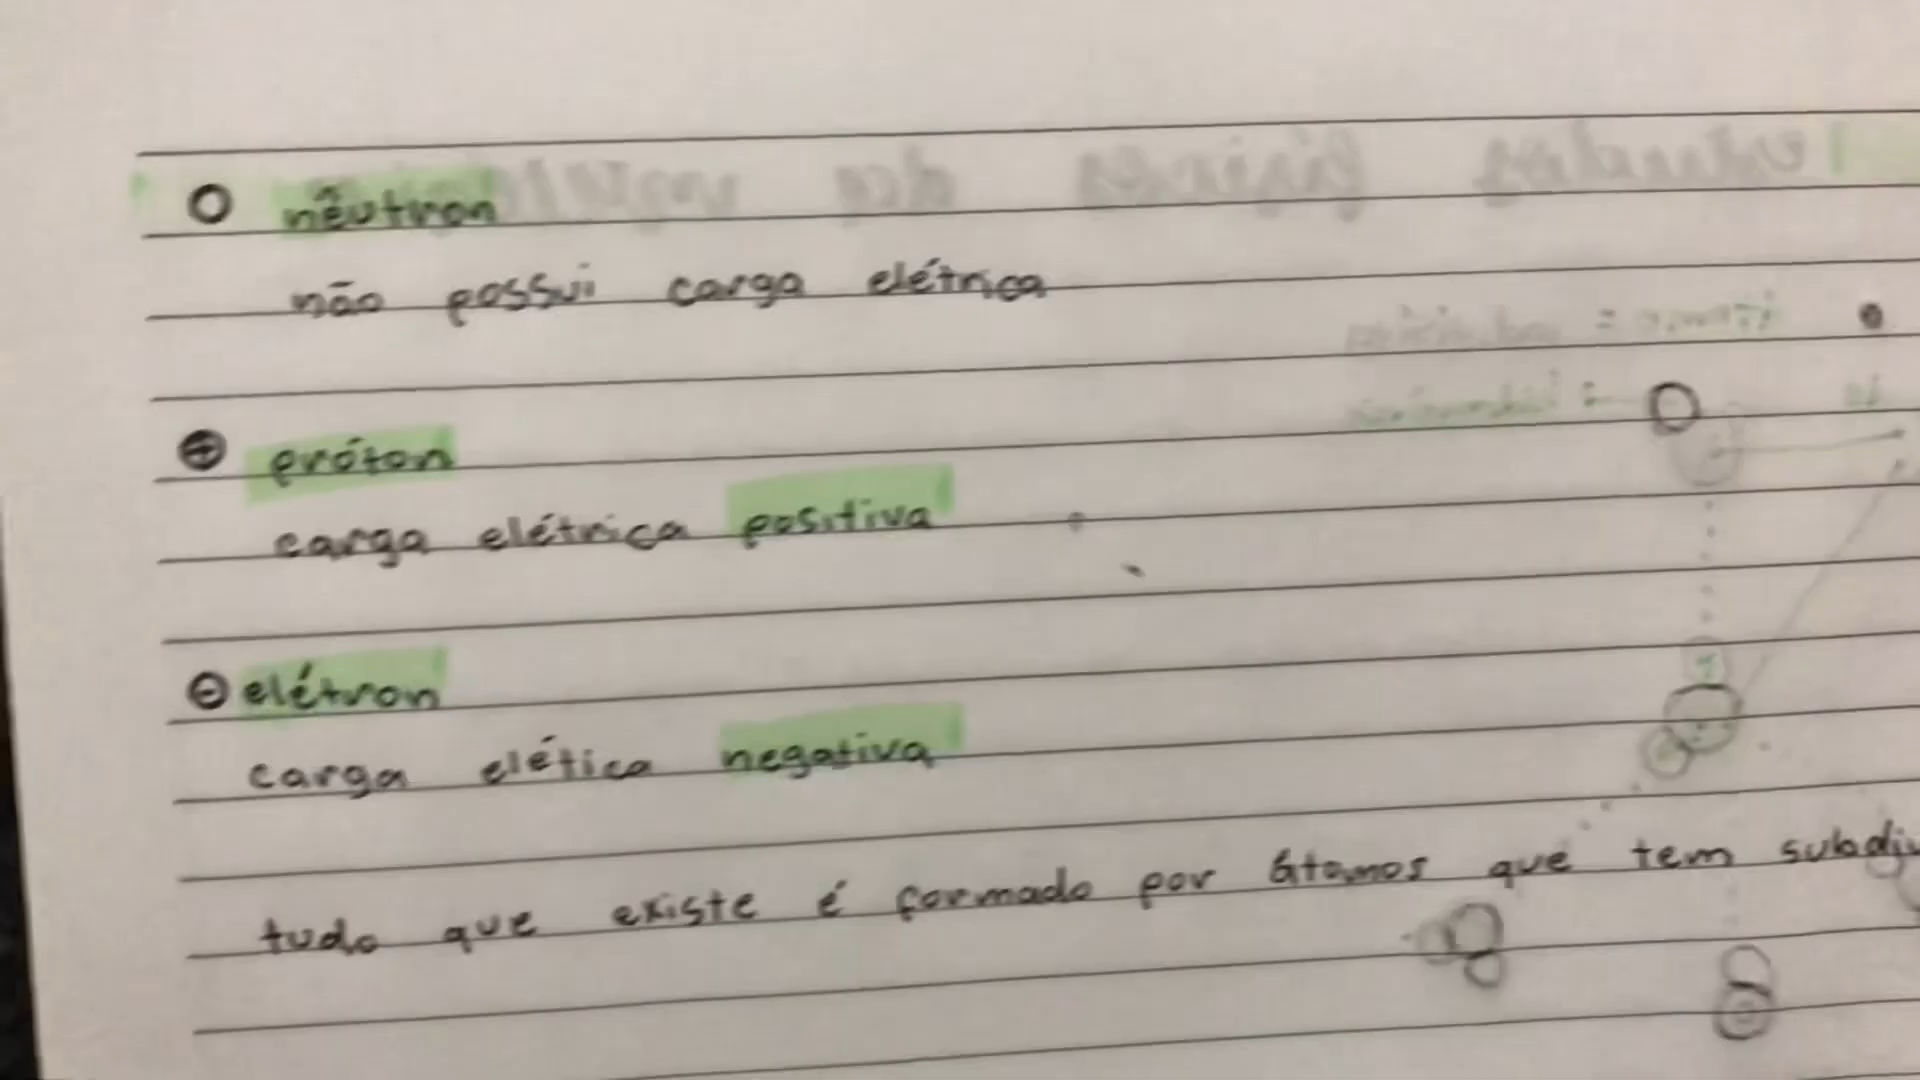 nêutron
não possui carga elétrica
próton
carga elétrica positiva
elétron
carga elética negativa
tudo que existe é formado por átomos que tem subdiv